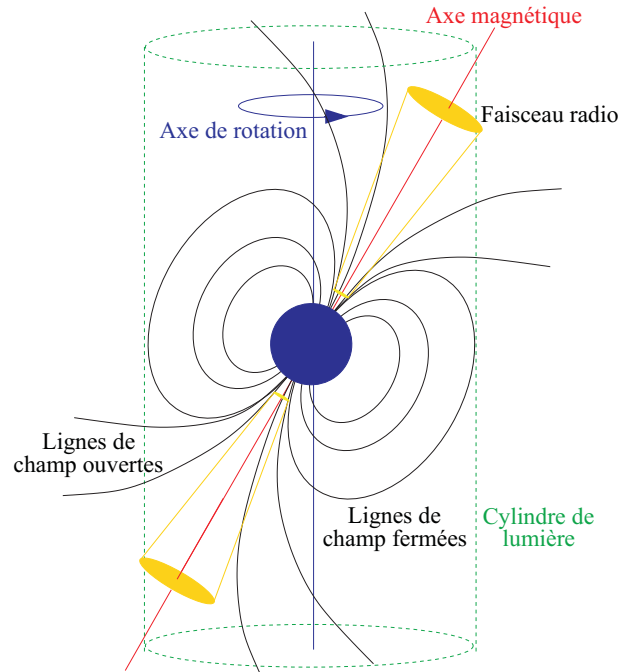 Axe magnétique
Faisceau radio
Axe de rotation
Lignes de
champ ouvertes
Lignes de
champ fermées
Cylindre de
lumière